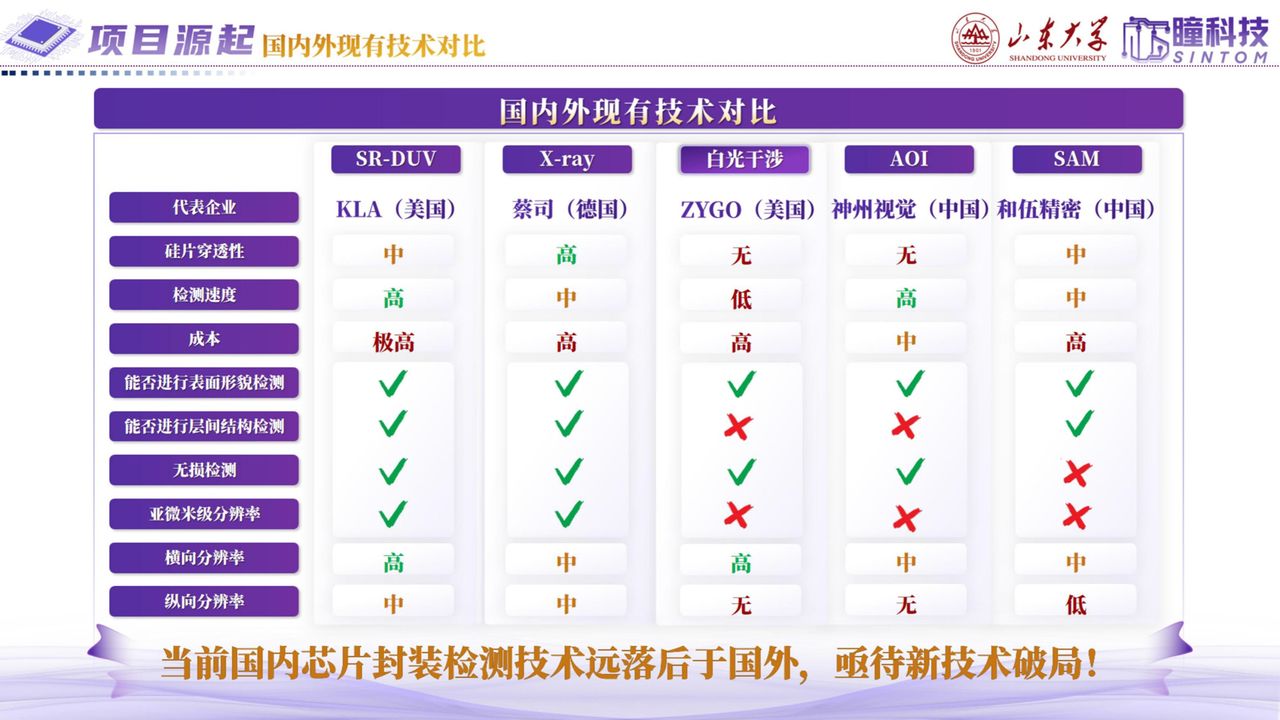 项目源起 国内外现有技术对比
山东大学
SHANDONG UNIVERSITY
1901
瞳科技
SINTOM
国内外现有技术对比
SR-DUV X-ray 白光干涉 AOI SAM
代表企业 KLA（美国） 蔡司（德国） ZYGO（美国） 神州视觉（中国） 和伍精密（中国）
硅片穿透性 中 高 无 无 中
检测速度 高 中 低 高 中
成本 极高 高 高 中 高
能否进行表面形貌检测
能否进行层间结构检测
无损检测
亚微米级分辨率
横向分辨率 高 中 高 中 中
纵向分辨率 中 中 无 无 低
当前国内芯片封装检测技术远落后于国外，亟待新技术破局！